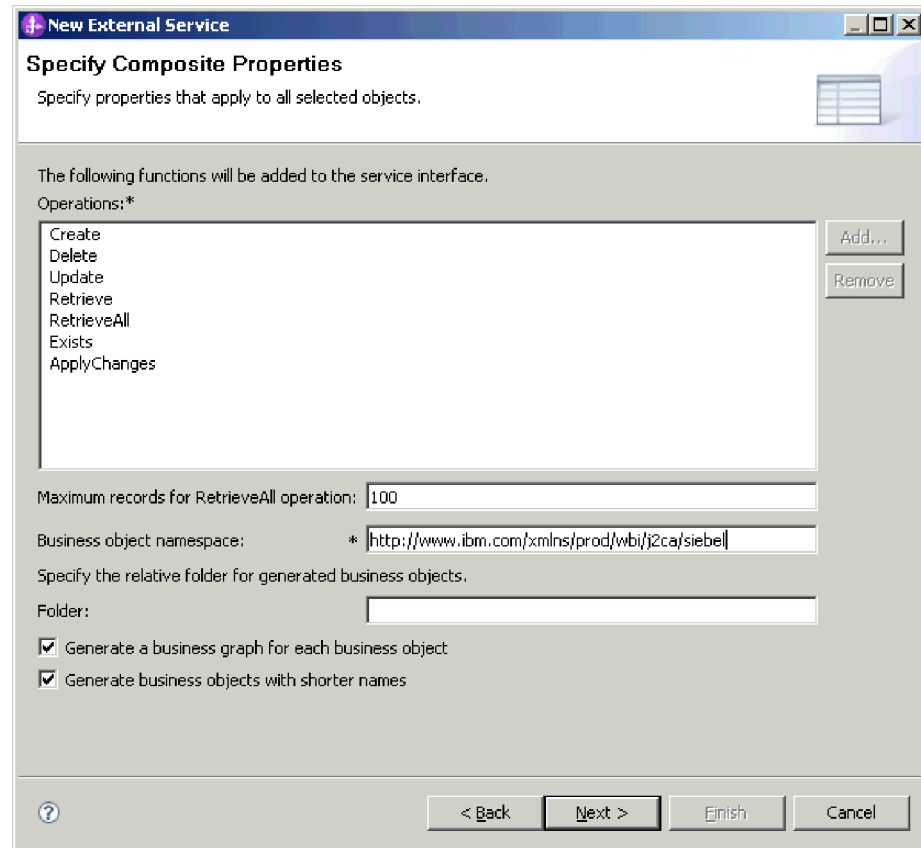 New External Service
Specify Composite Properties
Specify properties that apply to all selected objects.
The following functions will be added to the service interface.
Operations:*
Create
Delete
Update
Retrieve
RetrieveAll
Exists
ApplyChanges
Add...
Remove
Maximum records for RetrieveAll operation: 100
Business object namespace: * http://www.ibm.com/xmlns/prod/wbi/j2ca/siebel
Specify the relative folder for generated business objects.
Folder:
Generate a business graph for each business object
Generate business objects with shorter names
? < Back Next > Finish Cancel